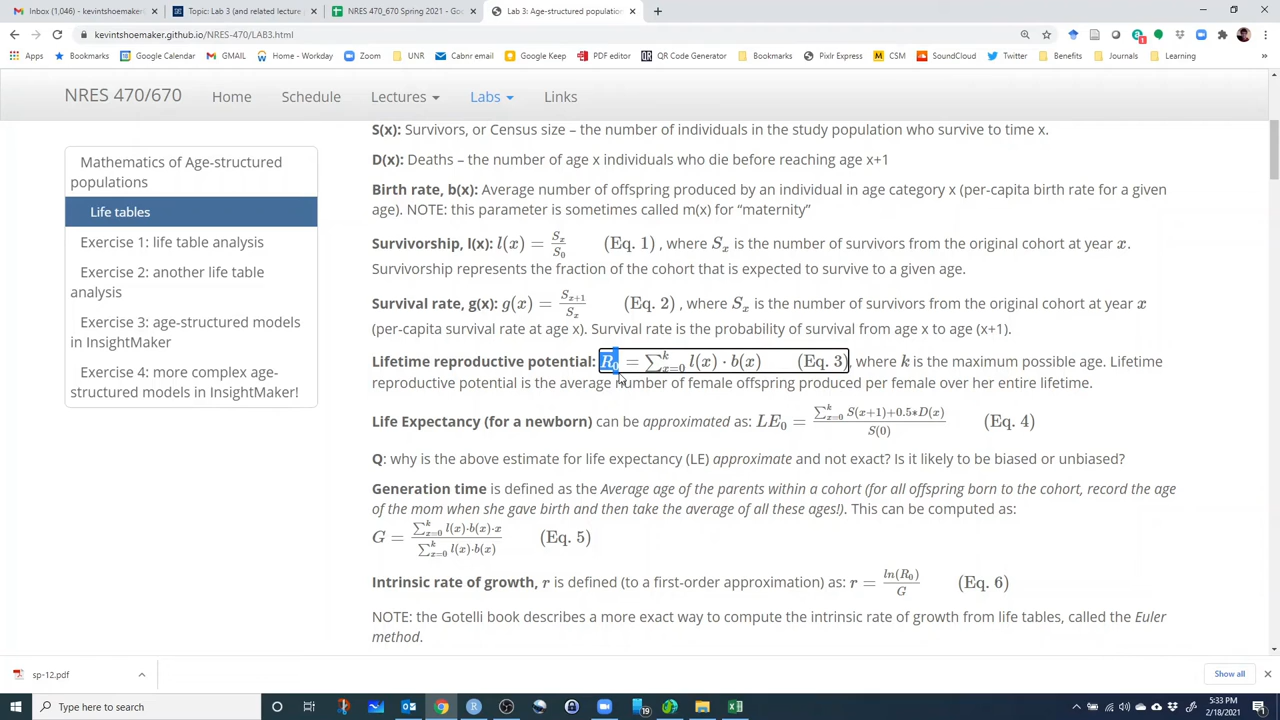 Inbox (1,046) - kevintshoemaker
Topic: Lab 3 (and related lecture
NRES 470_670 Spring 2021 - Goo
Lab 3: Age-structured population
kevintshoemaker.github.io/NRES-470/LAB3.html
Apps
Bookmarks
Google Calendar
GMAIL
Home - Workday
Zoom
UNR
Cabnr email
Google Keep
PDF editor
QR Code Generator
Bookmarks
Pixlr Express
CSM
SoundCloud
Twitter
Benefits
Journals
Learning
NRES 470/670
Home
Schedule
Lectures
Labs
Links
Mathematics of Age-structured
populations
Life tables
Exercise 1: life table analysis
Exercise 2: another life table
analysis
Exercise 3: age-structured models
in InsightMaker
Exercise 4: more complex age-
structured models in InsightMaker!
S(x): Survivors, or Census size – the number of individuals in the study population who survive to time x.
D(x): Deaths – the number of age x individuals who die before reaching age x+1
Birth rate, b(x): Average number of offspring produced by an individual in age category x (per-capita birth rate for a given
age). NOTE: this parameter is sometimes called m(x) for “maternity”
Survivorship, l(x): l(x) = S_x/S_0 (Eq. 1) , where S_x is the number of survivors from the original cohort at year x.
Survivorship represents the fraction of the cohort that is expected to survive to a given age.
Survival rate, g(x): g(x) = S_{x+1}/S_x (Eq. 2) , where S_x is the number of survivors from the original cohort at year x
(per-capita survival rate at age x). Survival rate is the probability of survival from age x to age (x+1).
Lifetime reproductive potential: R_0 = ∑_{x=0}^k l(x) · b(x) (Eq. 3) , where k is the maximum possible age. Lifetime
reproductive potential is the average number of female offspring produced per female over her entire lifetime.
Life Expectancy (for a newborn) can be approximated as: LE_0 = ∑_{x=0}^k S(x+1)+0.5*D(x) / S(0) (Eq. 4)
Q: why is the above estimate for life expectancy (LE) approximate and not exact? Is it likely to be biased or unbiased?
Generation time is defined as the Average age of the parents within a cohort (for all offspring born to the cohort, record the age
of the mom when she gave birth and then take the average of all these ages!). This can be computed as:
G = ∑_{x=0}^k l(x)·b(x)·x / ∑_{x=0}^k l(x)·b(x) (Eq. 5)
Intrinsic rate of growth, r is defined (to a first-order approximation) as: r = ln(R_0)/G (Eq. 6)
NOTE: the Gotelli book describes a more exact way to compute the intrinsic rate of growth from life tables, called the Euler
method.
sp-12.pdf
Show all
Type here to search
19
5:33 PM
2/18/2021